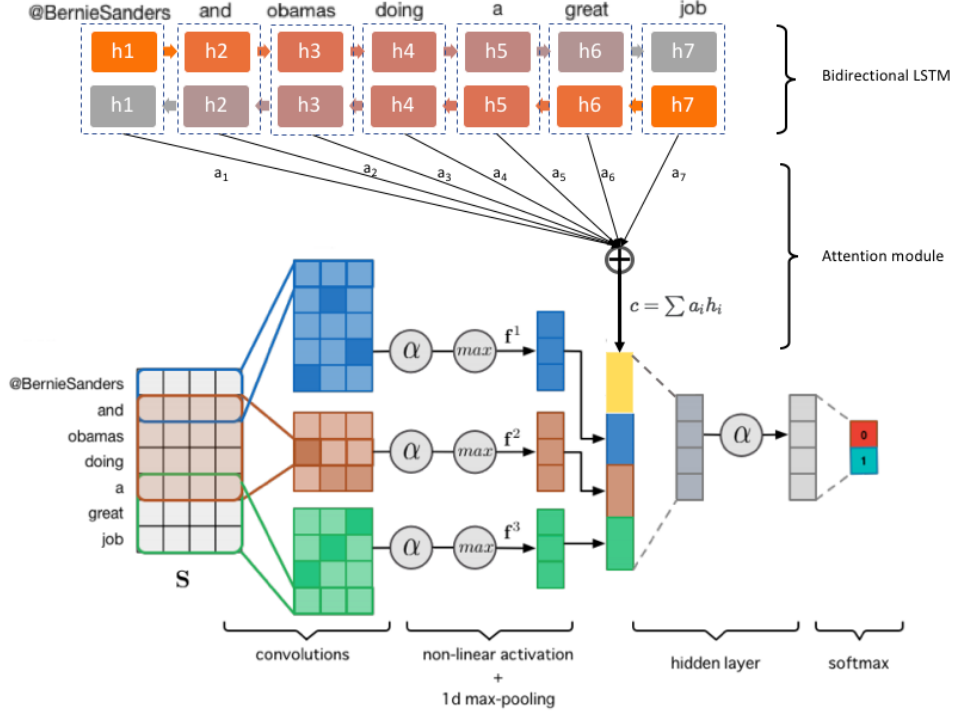 @BernieSanders and obamas doing a great job
h1 h2 h3 h4 h5 h6 h7
h1 h2 h3 h4 h5 h6 h7
Bidirectional LSTM
a₁ a₂ a₃ a₄ a₅ a₆ a₇
Attention module
c = ∑ aᵢhᵢ
α max f¹
@BernieSanders
and
obamas
doing
a
great
job
S
α max f²
α
0
1
α max f³
convolutions
non-linear activation
+
1d max-pooling
hidden layer
softmax